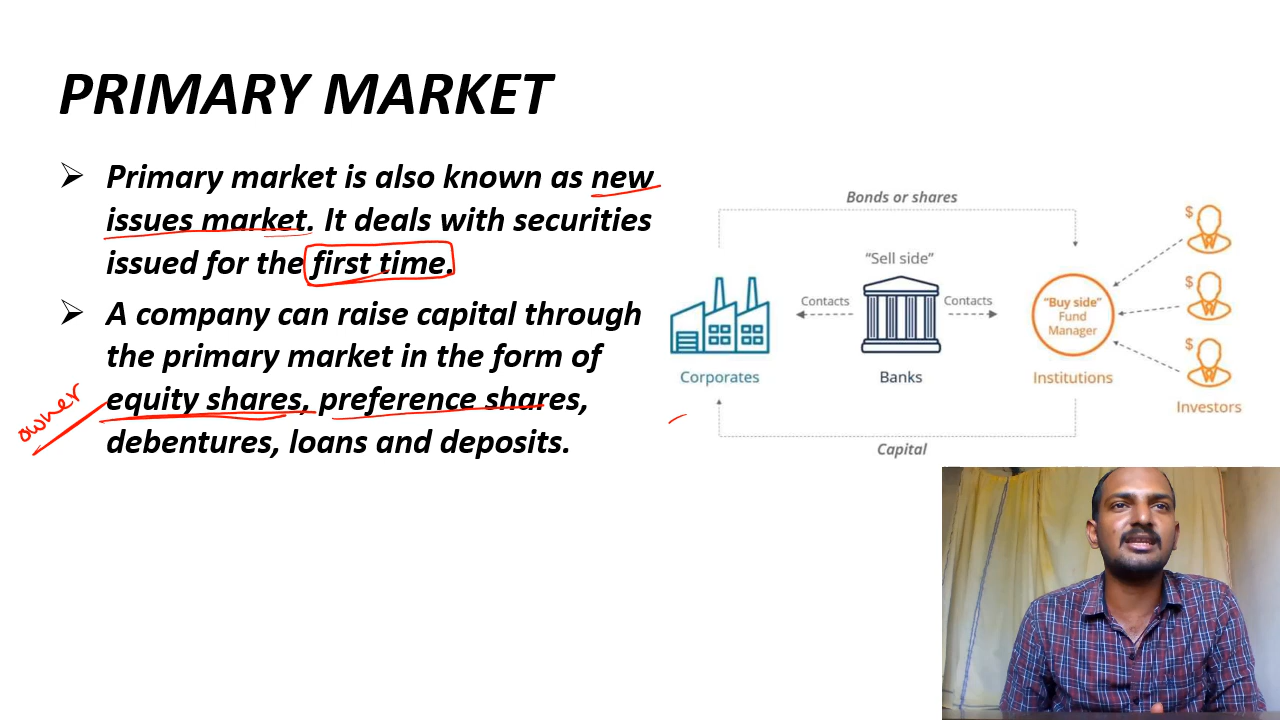 PRIMARY MARKET
➢ Primary market is also known as new
issues market. It deals with securities
issued for the first time.
➢ A company can raise capital through
the primary market in the form of
equity shares, preference shares,
debentures, loans and deposits.
owner
Bonds or shares
"Sell side"
Contacts
Contacts
"Buy side"
Fund
Manager
$
$
$
Corporates
Banks
Institutions
Investors
Capital